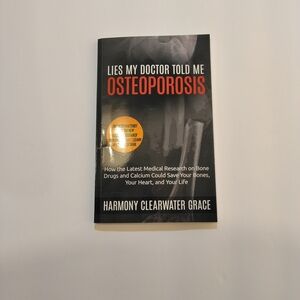 LIES MY DOCTOR TOLD ME
OSTEOPOROSIS
How the Latest Medical Research on Bone
Drugs and Calcium Could Save Your Bones,
Your Heart, and Your Life
HARMONY CLEARWATER GRACE